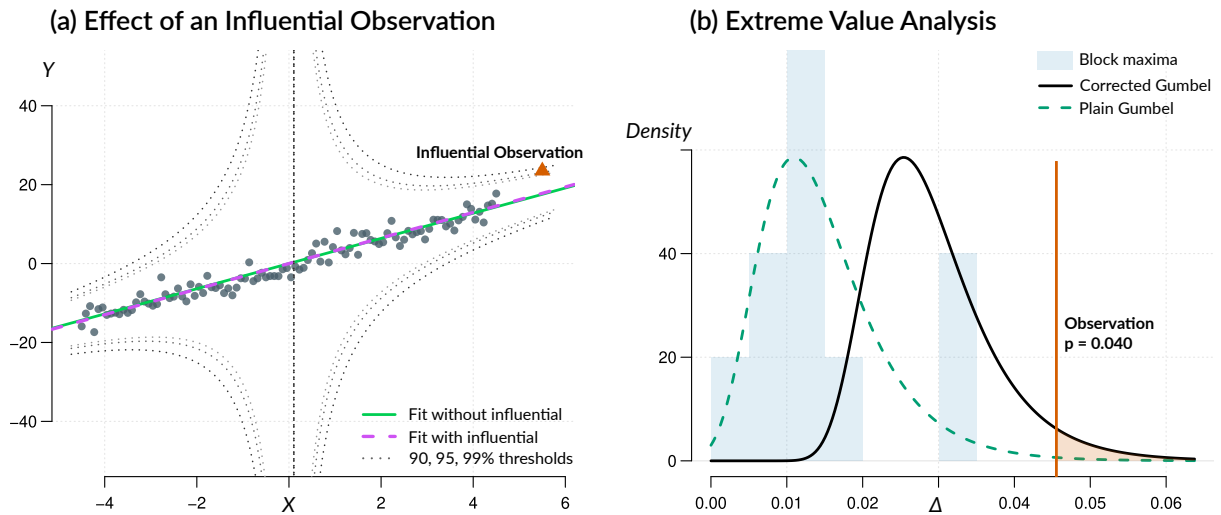 (a) Effect of an Influential Observation
Y
40
20
0
−20
−40
Influential Observation
Fit without influential
Fit with influential
90, 95, 99% thresholds
−4
−2
X
2
4
6
(b) Extreme Value Analysis
Block maxima
Corrected Gumbel
Plain Gumbel
Density
40
20
0
Observation
p = 0.040
0.00
0.01
0.02
Δ
0.04
0.05
0.06